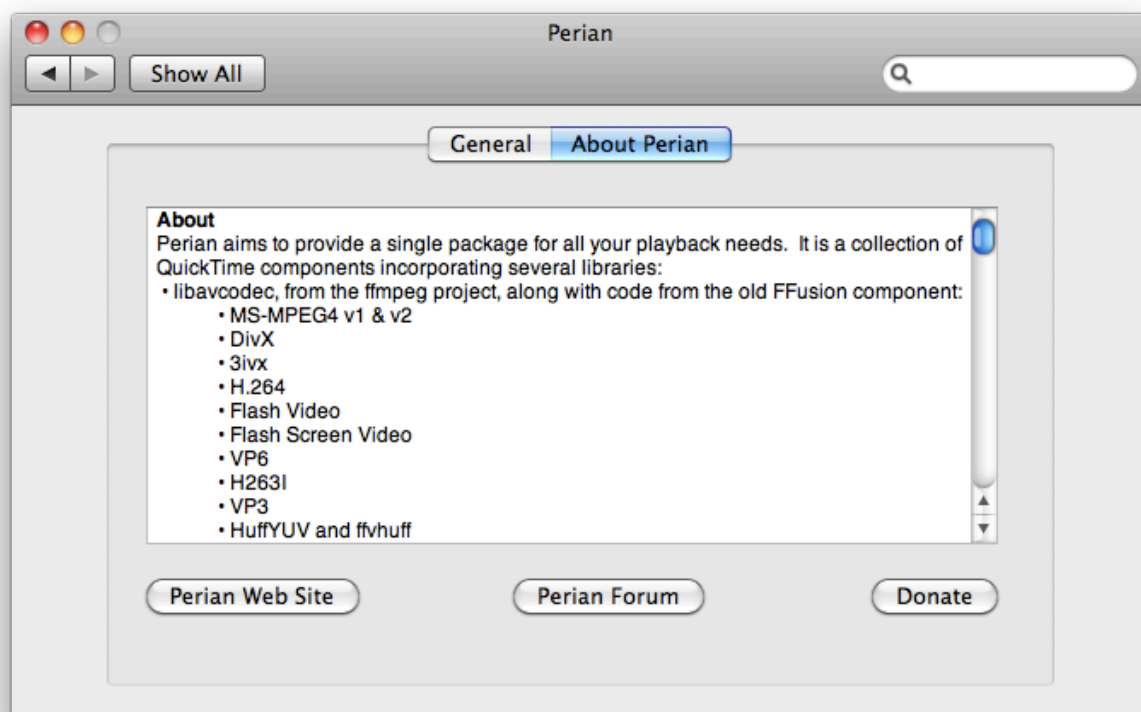 Perian
Show All
General
About Perian
About
Perian aims to provide a single package for all your playback needs.  It is a collection of
QuickTime components incorporating several libraries:
• libavcodec, from the ffmpeg project, along with code from the old FFusion component:
• MS-MPEG4 v1 & v2
• DivX
• 3ivx
• H.264
• Flash Video
• Flash Screen Video
• VP6
• H263I
• VP3
• HuffYUV and ffvhuff
Perian Web Site
Perian Forum
Donate